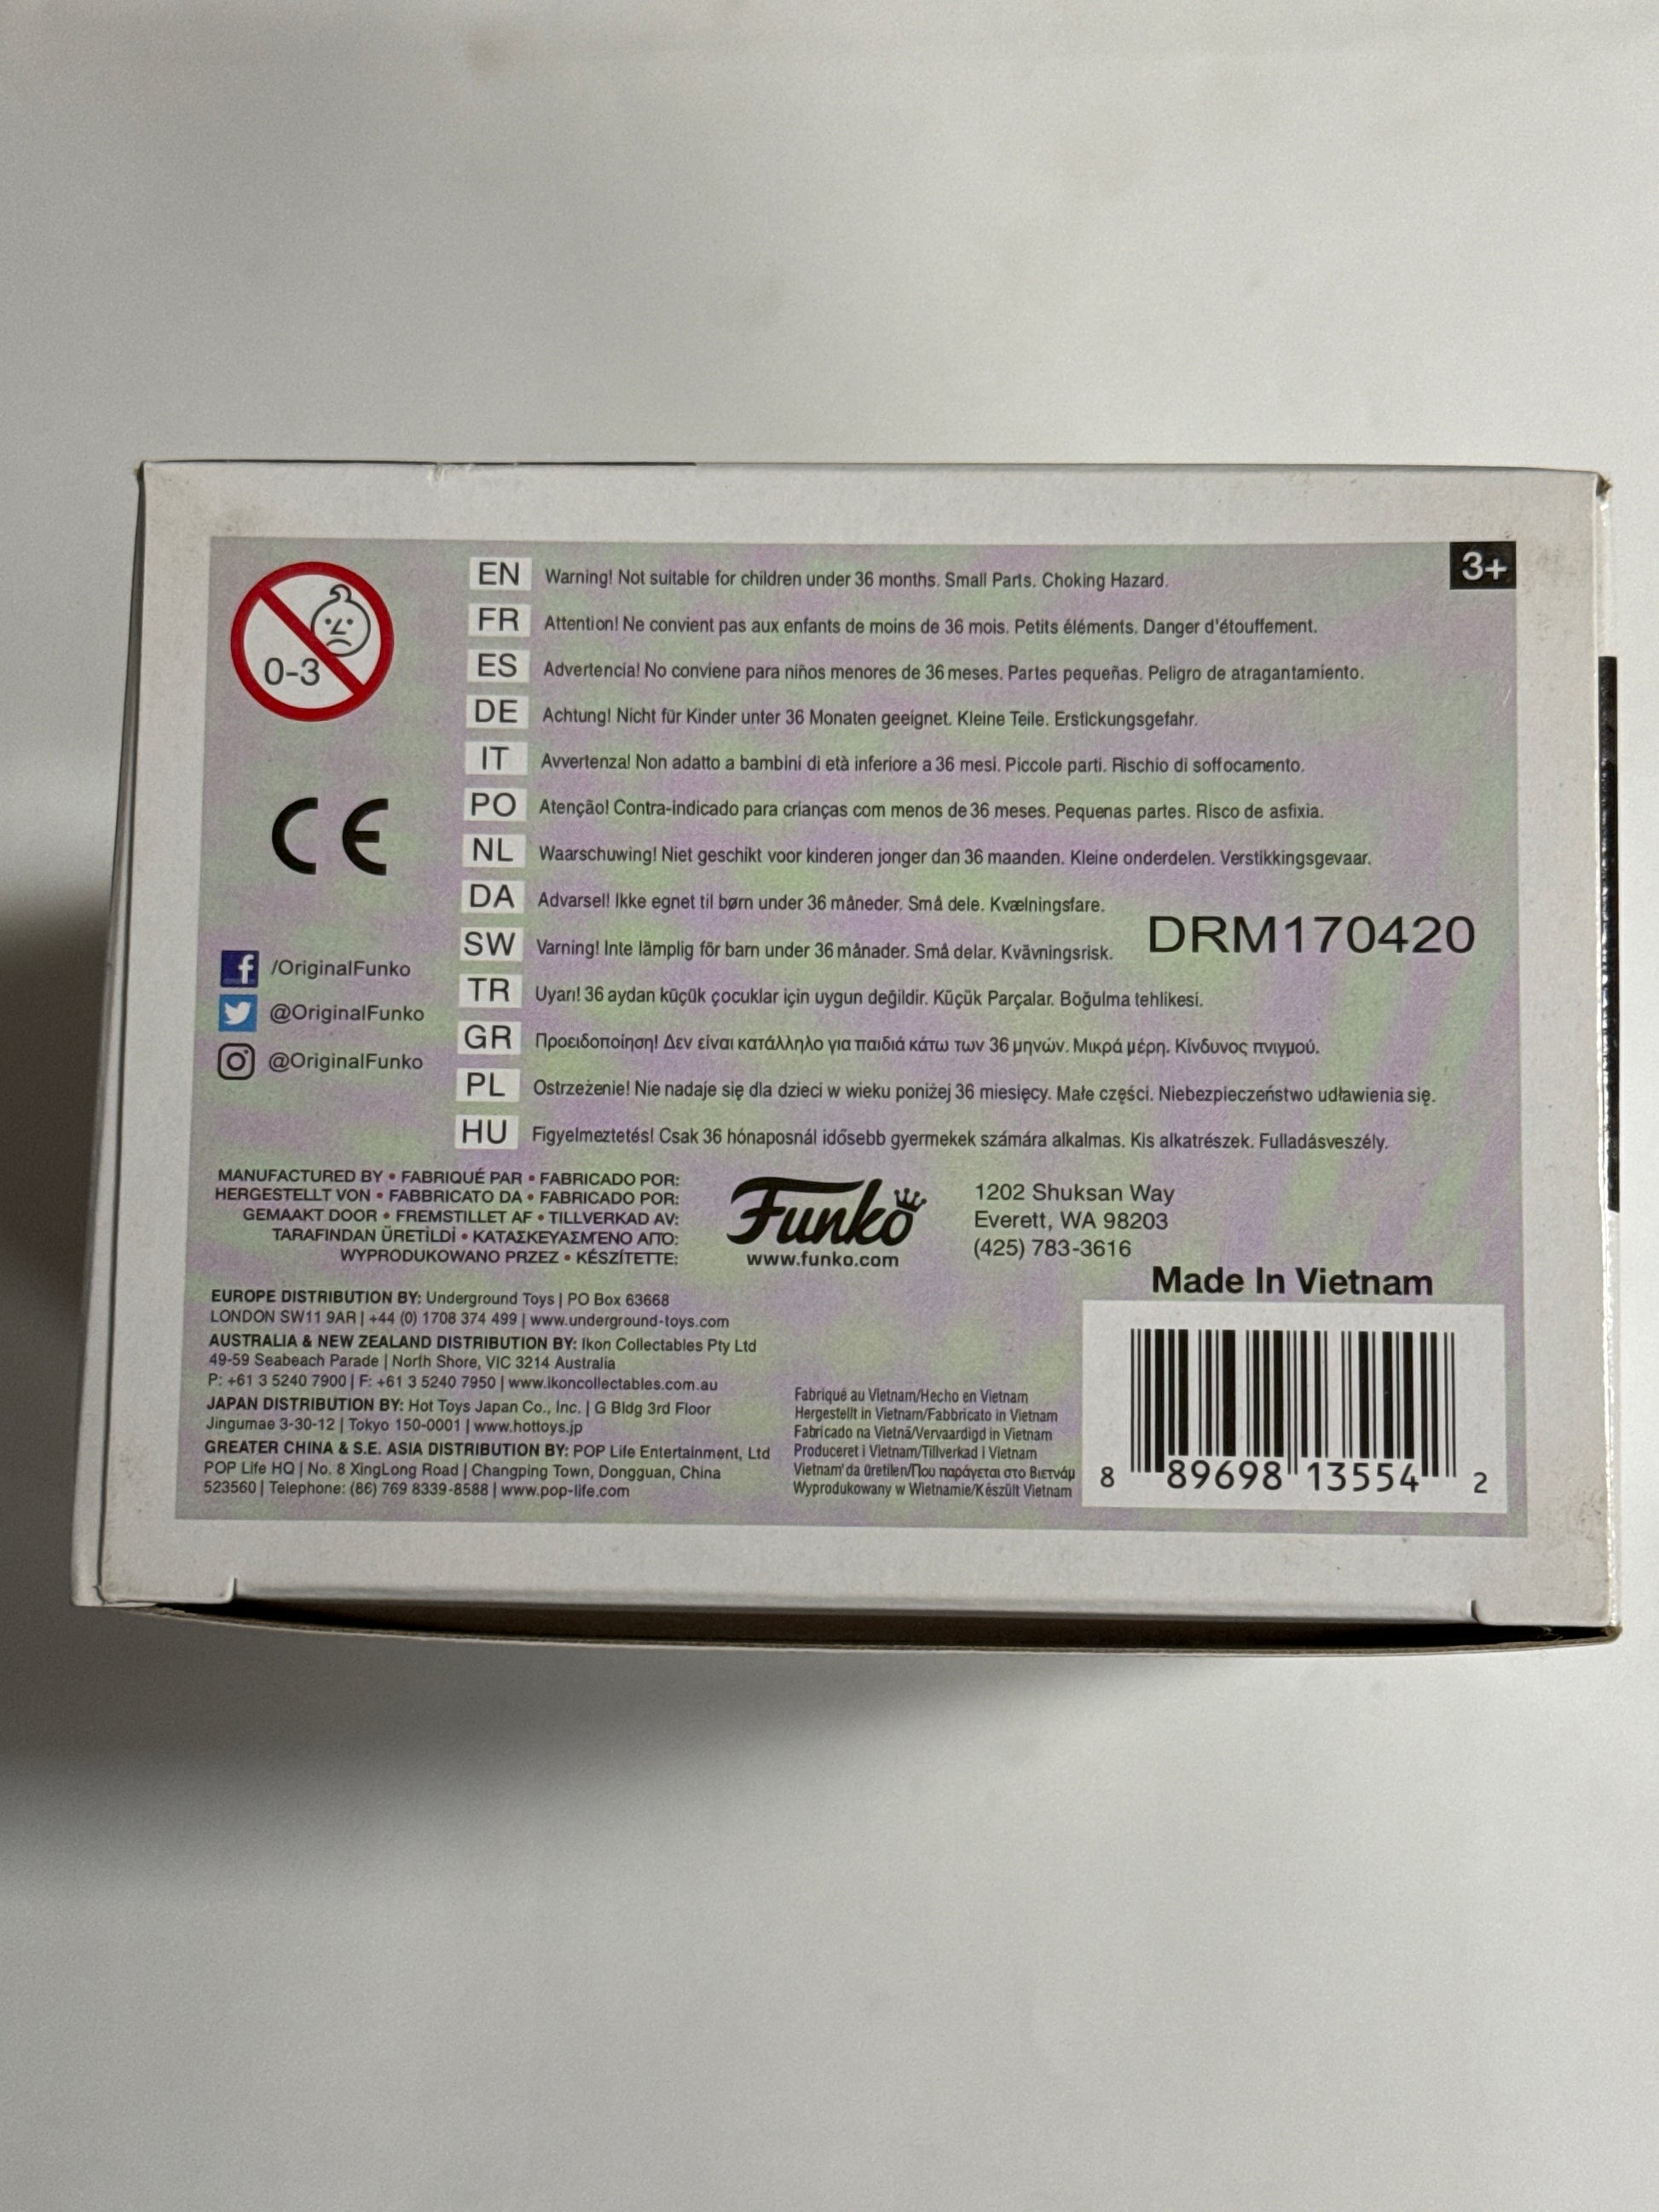 3+
0-3
EN Warning! Not suitable for children under 36 months. Small Parts. Choking Hazard.
FR Attention! Ne convient pas aux enfants de moins de 36 mois. Petits éléments. Danger d'étouffement.
ES Advertencia! No conviene para niños menores de 36 meses. Partes pequeñas. Peligro de atragantamiento.
DE Achtung! Nicht für Kinder unter 36 Monaten geeignet. Kleine Teile. Erstickungsgefahr.
IT Avvertenza! Non adatto a bambini di età inferiore a 36 mesi. Piccole parti. Rischio di soffocamento.
PO Atenção! Contra-indicado para crianças com menos de 36 meses. Pequenas partes. Risco de asfixia.
NL Waarschuwing! Niet geschikt voor kinderen jonger dan 36 maanden. Kleine onderdelen. Verstikkingsgevaar.
DA Advarsel! Ikke egnet til børn under 36 måneder. Små dele. Kvælningsfare.
SW Varning! Inte lämplig för barn under 36 månader. Små delar. Kvävningsrisk.
TR Uyarı! 36 aydan küçük çocuklar için uygun değildir. Küçük Parçalar. Boğulma tehlikesi.
GR Προειδοποίηση! Δεν είναι κατάλληλο για παιδιά κάτω των 36 μηνών. Μικρά μέρη. Κίνδυνος πνιγμού.
PL Ostrzeżenie! Nie nadaje się dla dzieci w wieku poniżej 36 miesięcy. Małe części. Niebezpieczeństwo udławienia się.
HU Figyelmeztetés! Csak 36 hónaposnál idősebb gyermekek számára alkalmas. Kis alkatrészek. Fulladásveszély.
DRM170420
CE
/OriginalFunko
@OriginalFunko
@OriginalFunko
MANUFACTURED BY • FABRIQUÉ PAR • FABRICADO POR:
HERGESTELLT VON • FABBRICATO DA • FABRICADO POR:
GEMAAKT DOOR • FREMSTILLET AF • TILLVERKAD AV:
TARAFINDAN ÜRETİLDİ • ΚΑΤΑΣΚΕΥΑΣΜΈΝΟ ΑΠΌ:
WYPRODUKOWANO PRZEZ • KÉSZÍTETTE:
Funko
www.funko.com
1202 Shuksan Way
Everett, WA 98203
(425) 783-3616
EUROPE DISTRIBUTION BY: Underground Toys | PO Box 63668
LONDON SW11 9AR | +44 (0) 1708 374 499 | www.underground-toys.com
AUSTRALIA & NEW ZEALAND DISTRIBUTION BY: Ikon Collectables Pty Ltd
49-59 Seabeach Parade | North Shore, VIC 3214 Australia
P: +61 3 5240 7900 | F: +61 3 5240 7950 | www.ikoncollectables.com.au
JAPAN DISTRIBUTION BY: Hot Toys Japan Co., Inc. | G Bldg 3rd Floor
Jingumae 3-30-12 | Tokyo 150-0001 | www.hottoys.jp
GREATER CHINA & S.E. ASIA DISTRIBUTION BY: POP Life Entertainment, Ltd
POP Life HQ | No. 8 XingLong Road | Changping Town, Dongguan, China
523560 | Telephone: (86) 769 8339-8588 | www.pop-life.com
Fabriqué au Vietnam/Hecho en Vietnam
Hergestellt in Vietnam/Fabbricato in Vietnam
Fabricado na Vietnã/Vervaardigd in Vietnam
Produceret i Vietnam/Tillverkad i Vietnam
Vietnam'da üretilen/Που παράγεται στο Βιετνάμ
Wyprodukowany w Wietnamie/Készült Vietnam
Made In Vietnam
8 89698 13554 2